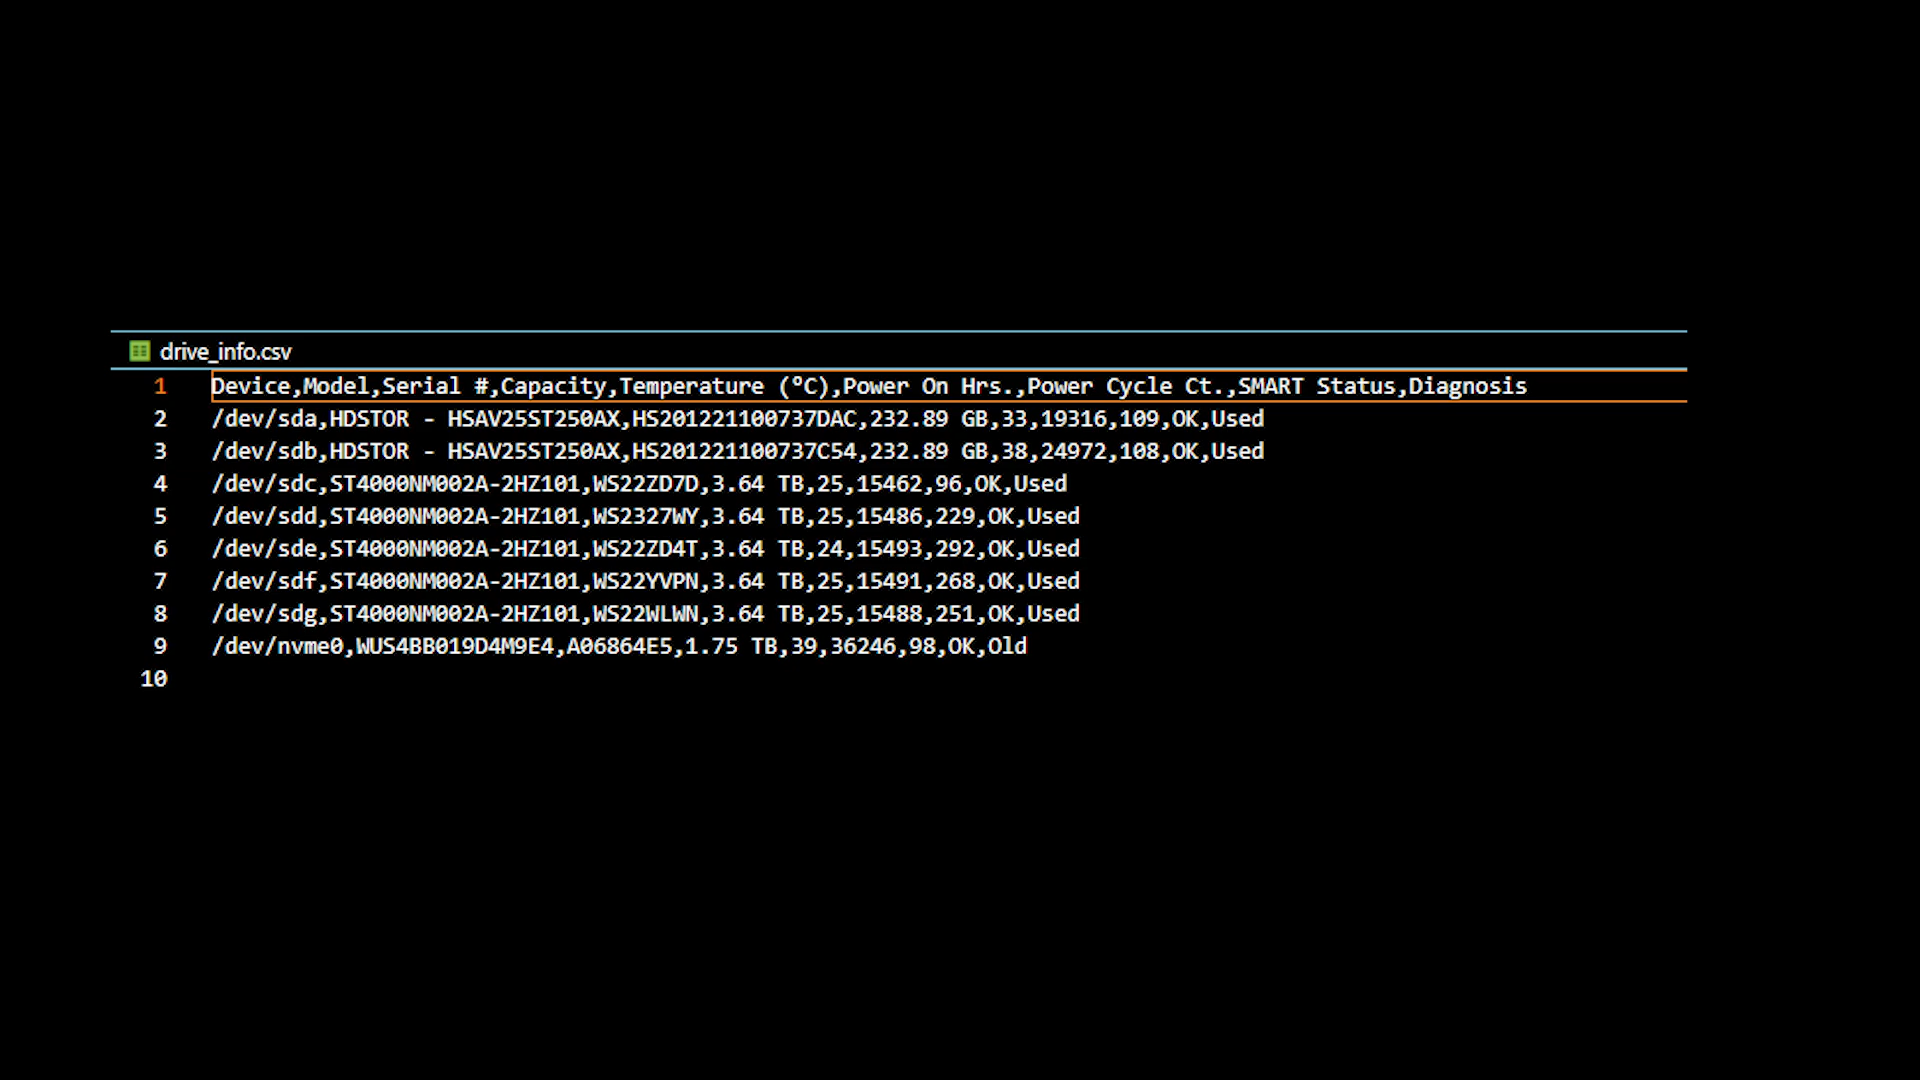 drive_info.csv
1 Device,Model,Serial #,Capacity,Temperature (°C),Power On Hrs.,Power Cycle Ct.,SMART Status,Diagnosis
2 /dev/sda,HDSTOR - HSAV25ST250AX,HS201221100737DAC,232.89 GB,33,19316,109,OK,Used
3 /dev/sdb,HDSTOR - HSAV25ST250AX,HS201221100737C54,232.89 GB,38,24972,108,OK,Used
4 /dev/sdc,ST4000NM002A-2HZ101,WS22ZD7D,3.64 TB,25,15462,96,OK,Used
5 /dev/sdd,ST4000NM002A-2HZ101,WS2327WY,3.64 TB,25,15486,229,OK,Used
6 /dev/sde,ST4000NM002A-2HZ101,WS22ZD4T,3.64 TB,24,15493,292,OK,Used
7 /dev/sdf,ST4000NM002A-2HZ101,WS22YVPN,3.64 TB,25,15491,268,OK,Used
8 /dev/sdg,ST4000NM002A-2HZ101,WS22WLWN,3.64 TB,25,15488,251,OK,Used
9 /dev/nvme0,WUS4BB019D4M9E4,A06864E5,1.75 TB,39,36246,98,OK,Old
10